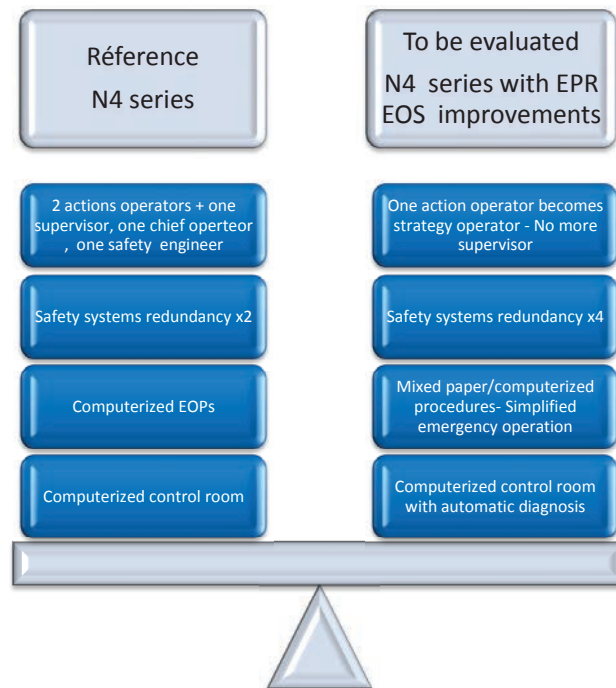 Réference
N4 series
To be evaluated
N4 series with EPR
EOS improvements
2 actions operators + one
supervisor, one chief operteor
, one safety engineer
One action operator becomes
strategy operator - No more
supervisor
Safety systems redundancy x2
Safety systems redundancy x4
Computerized EOPs
Mixed paper/computerized
procedures- Simplified
emergency operation
Computerized control room
Computerized control room
with automatic diagnosis